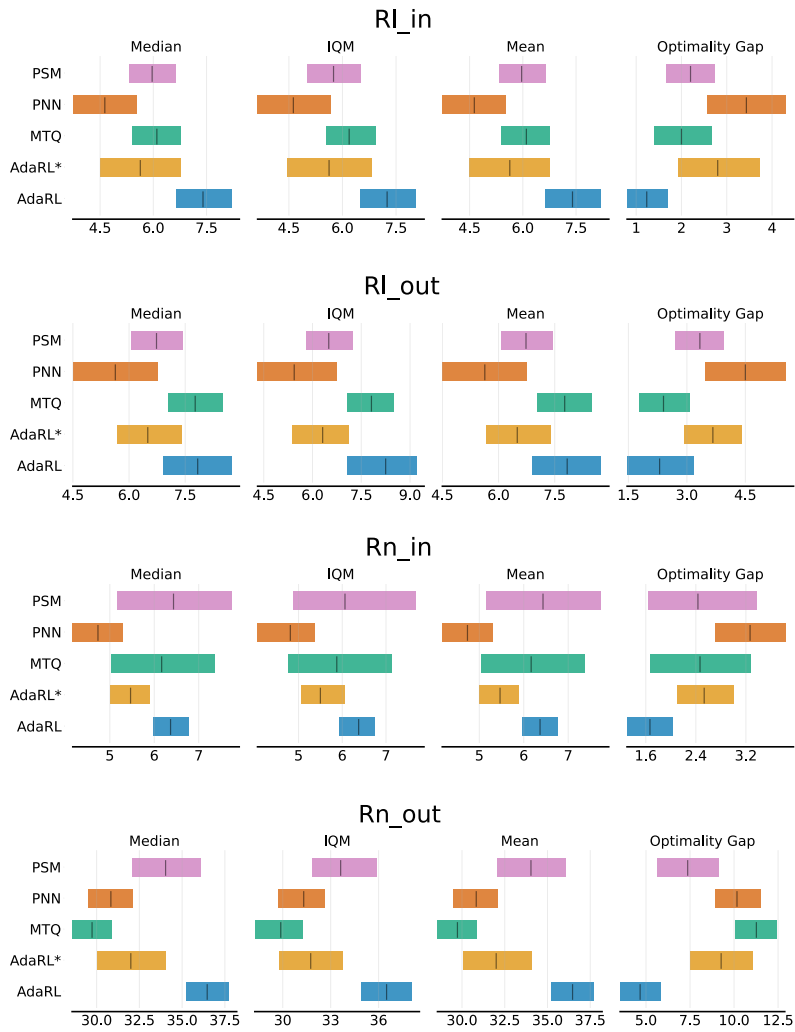 Rl_in
Median IQM Mean Optimality Gap
PSM
PNN
MTQ
AdaRL*
AdaRL
4.5 6.0 7.5 4.5 6.0 7.5 4.5 6.0 7.5 1 2 3 4
Rl_out
Median IQM Mean Optimality Gap
PSM
PNN
MTQ
AdaRL*
AdaRL
4.5 6.0 7.5 4.5 6.0 7.5 9.0 4.5 6.0 7.5 1.5 3.0 4.5
Rn_in
Median IQM Mean Optimality Gap
PSM
PNN
MTQ
AdaRL*
AdaRL
5 6 7 5 6 7 5 6 7 1.6 2.4 3.2
Rn_out
Median IQM Mean Optimality Gap
PSM
PNN
MTQ
AdaRL*
AdaRL
30.0 32.5 35.0 37.5 30 33 36 30.0 32.5 35.0 37.5 5.0 7.5 10.0 12.5